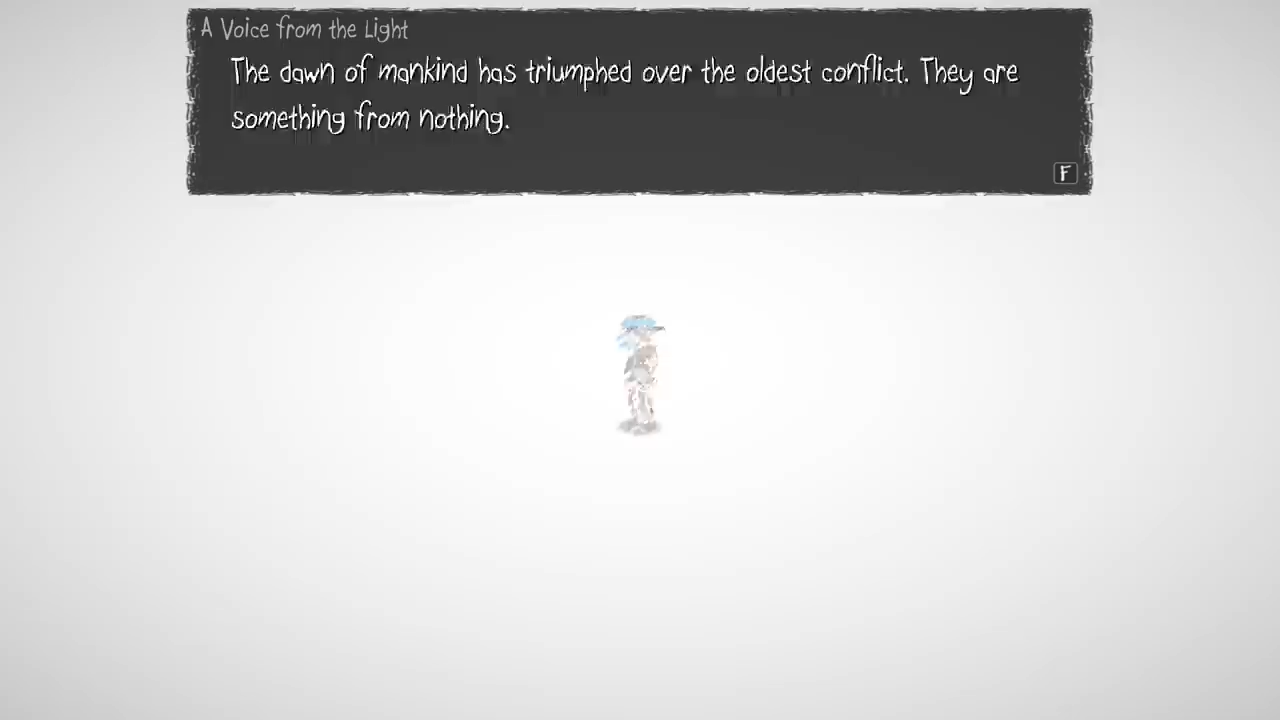 A Voice from the Light
The dawn of mankind has triumphed over the oldest conflict. They are
something from nothing.
F